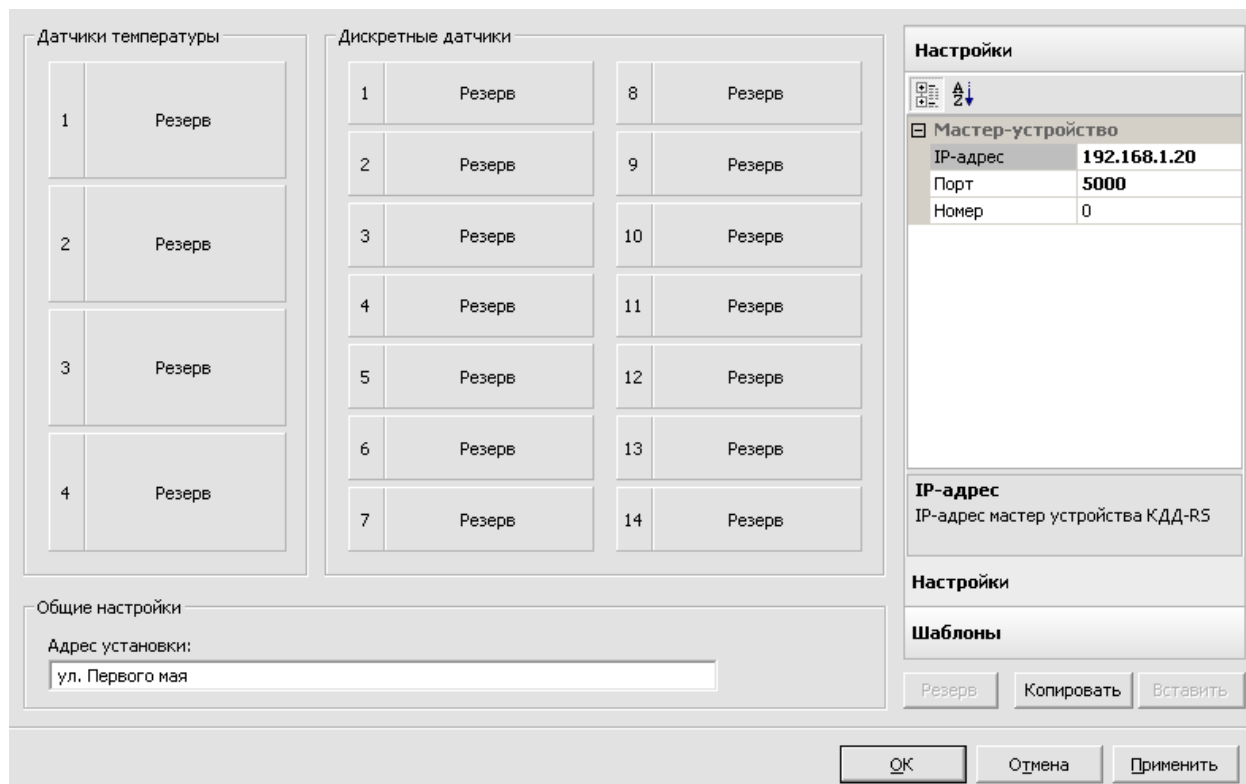 Датчики температуры
1 Резерв
2 Резерв
3 Резерв
4 Резерв
Дискретные датчики
1 Резерв
2 Резерв
3 Резерв
4 Резерв
5 Резерв
6 Резерв
7 Резерв
8 Резерв
9 Резерв
10 Резерв
11 Резерв
12 Резерв
13 Резерв
14 Резерв
Общие настройки
Адрес установки:
ул. Первого мая
Настройки
Мастер-устройство
IP-адрес 192.168.1.20
Порт 5000
Номер 0
IP-адрес
IP-адрес мастер устройства КДД-RS
Настройки
Шаблоны
Резерв Копировать Вставить
OK Отмена Применить